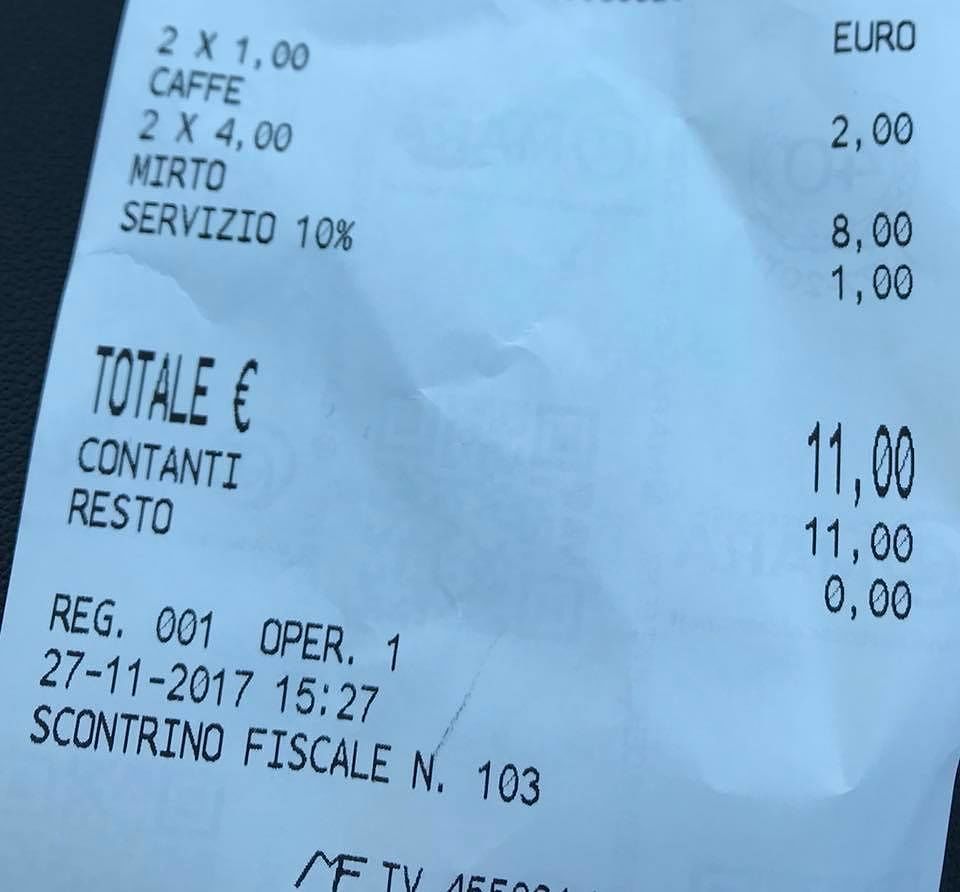 EURO
2 X 1,00
CAFFE 2,00
2 X 4,00
MIRTO 8,00
SERVIZIO 10% 1,00
TOTALE € 11,00
CONTANTI 11,00
RESTO 0,00
REG. 001 OPER. 1
27-11-2017 15:27
SCONTRINO FISCALE N. 103
MF IV